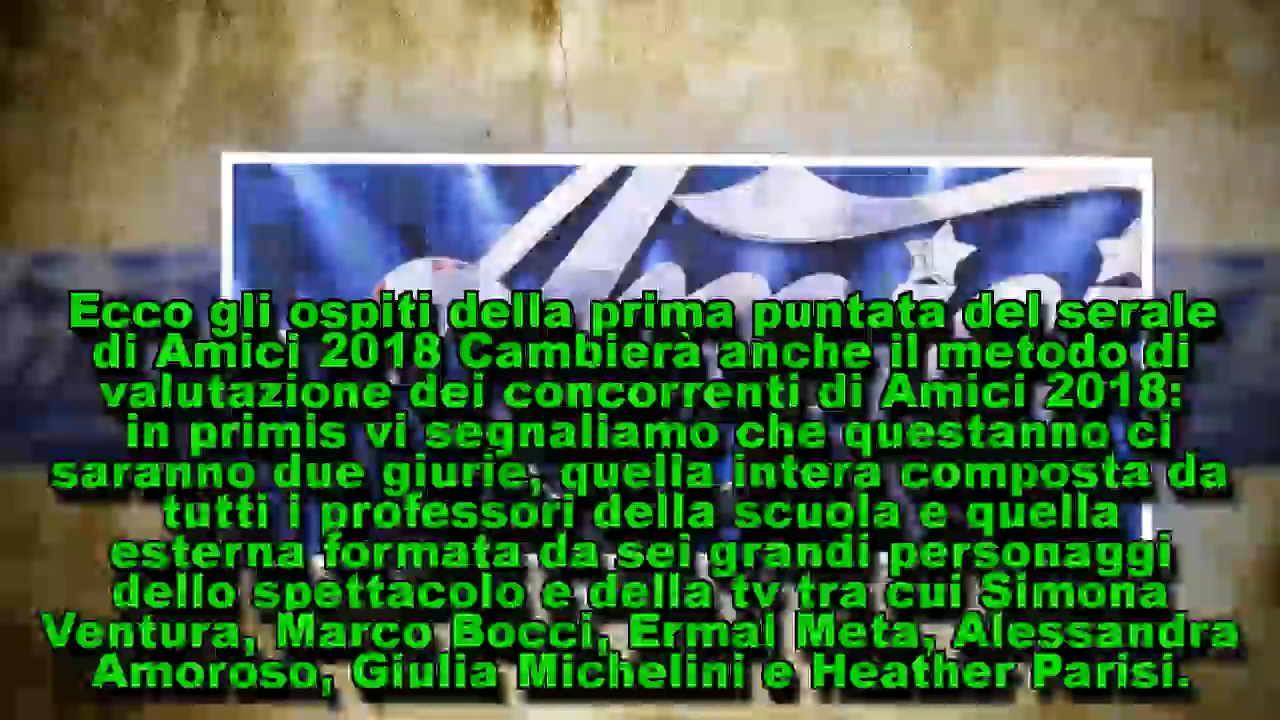 Ecco gli ospiti della prima puntata del serale
di Amici 2018 Cambierà anche il metodo di
valutazione dei concorrenti di Amici 2018:
in primis vi segnaliamo che questanno ci
saranno due giurie, quella intera composta da
tutti i professori della scuola e quella
esterna formata da sei grandi personaggi
dello spettacolo e della tv tra cui Simona
Ventura, Marco Bocci, Ermal Meta, Alessandra
Amoroso, Giulia Michelini e Heather Parisi.